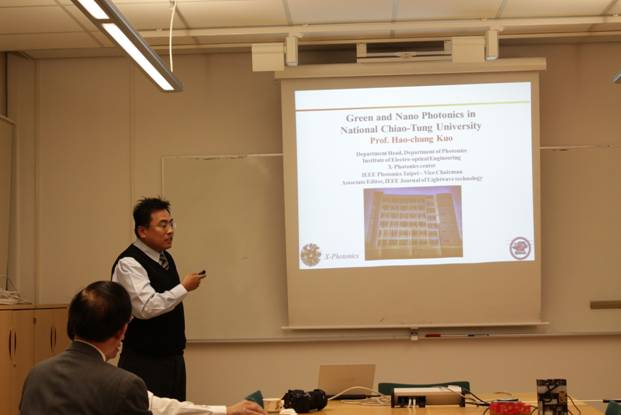 Green and Nano Photonics in
National Chiao-Tung University
Prof. Hao-chung Kuo
Department Head, Department of Photonics
Institute of Electro-optical Engineering
X-Photonics center
IEEE Photonics Taipei – Vice Chairman
Associate Editor, IEEE Journal of Lightwave technology
X-Photonics